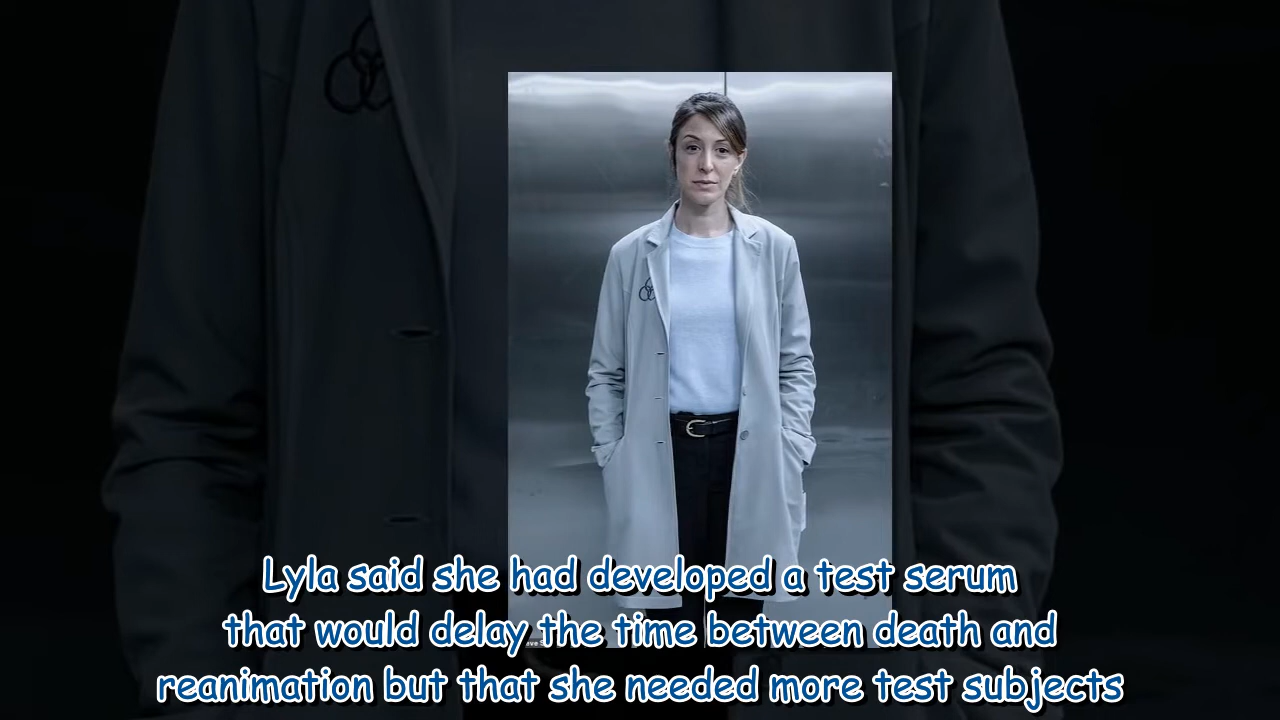 Lyla said she had developed a test serum
that would delay the time between death and
reanimation but that she needed more test subjects